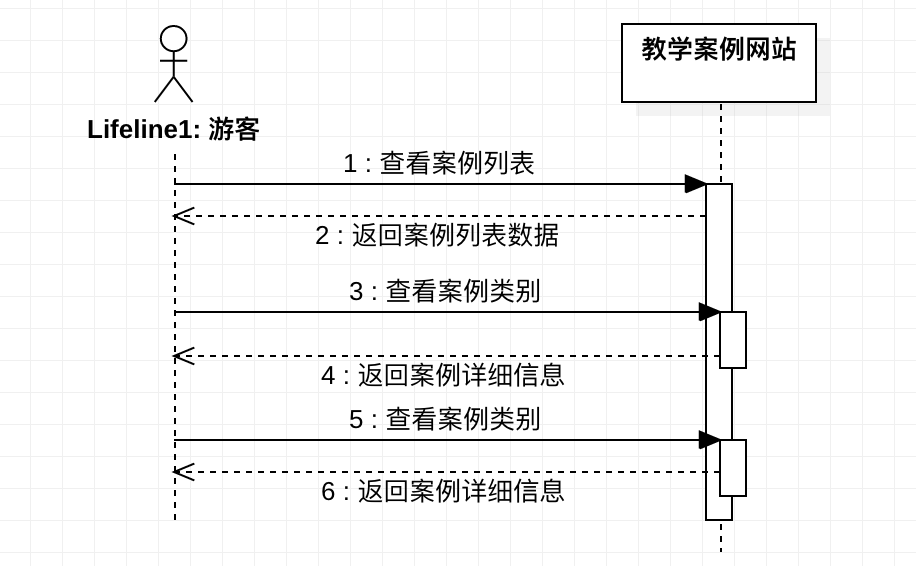 教学案例网站
Lifeline1: 游客
1 : 查看案例列表
2 : 返回案例列表数据
3 : 查看案例类别
4 : 返回案例详细信息
5 : 查看案例类别
6 : 返回案例详细信息